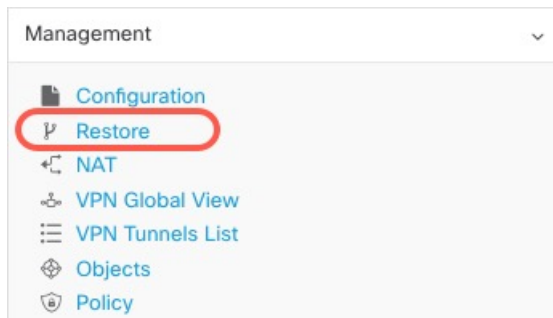 Management
Configuration
Restore
NAT
VPN Global View
VPN Tunnels List
Objects
Policy